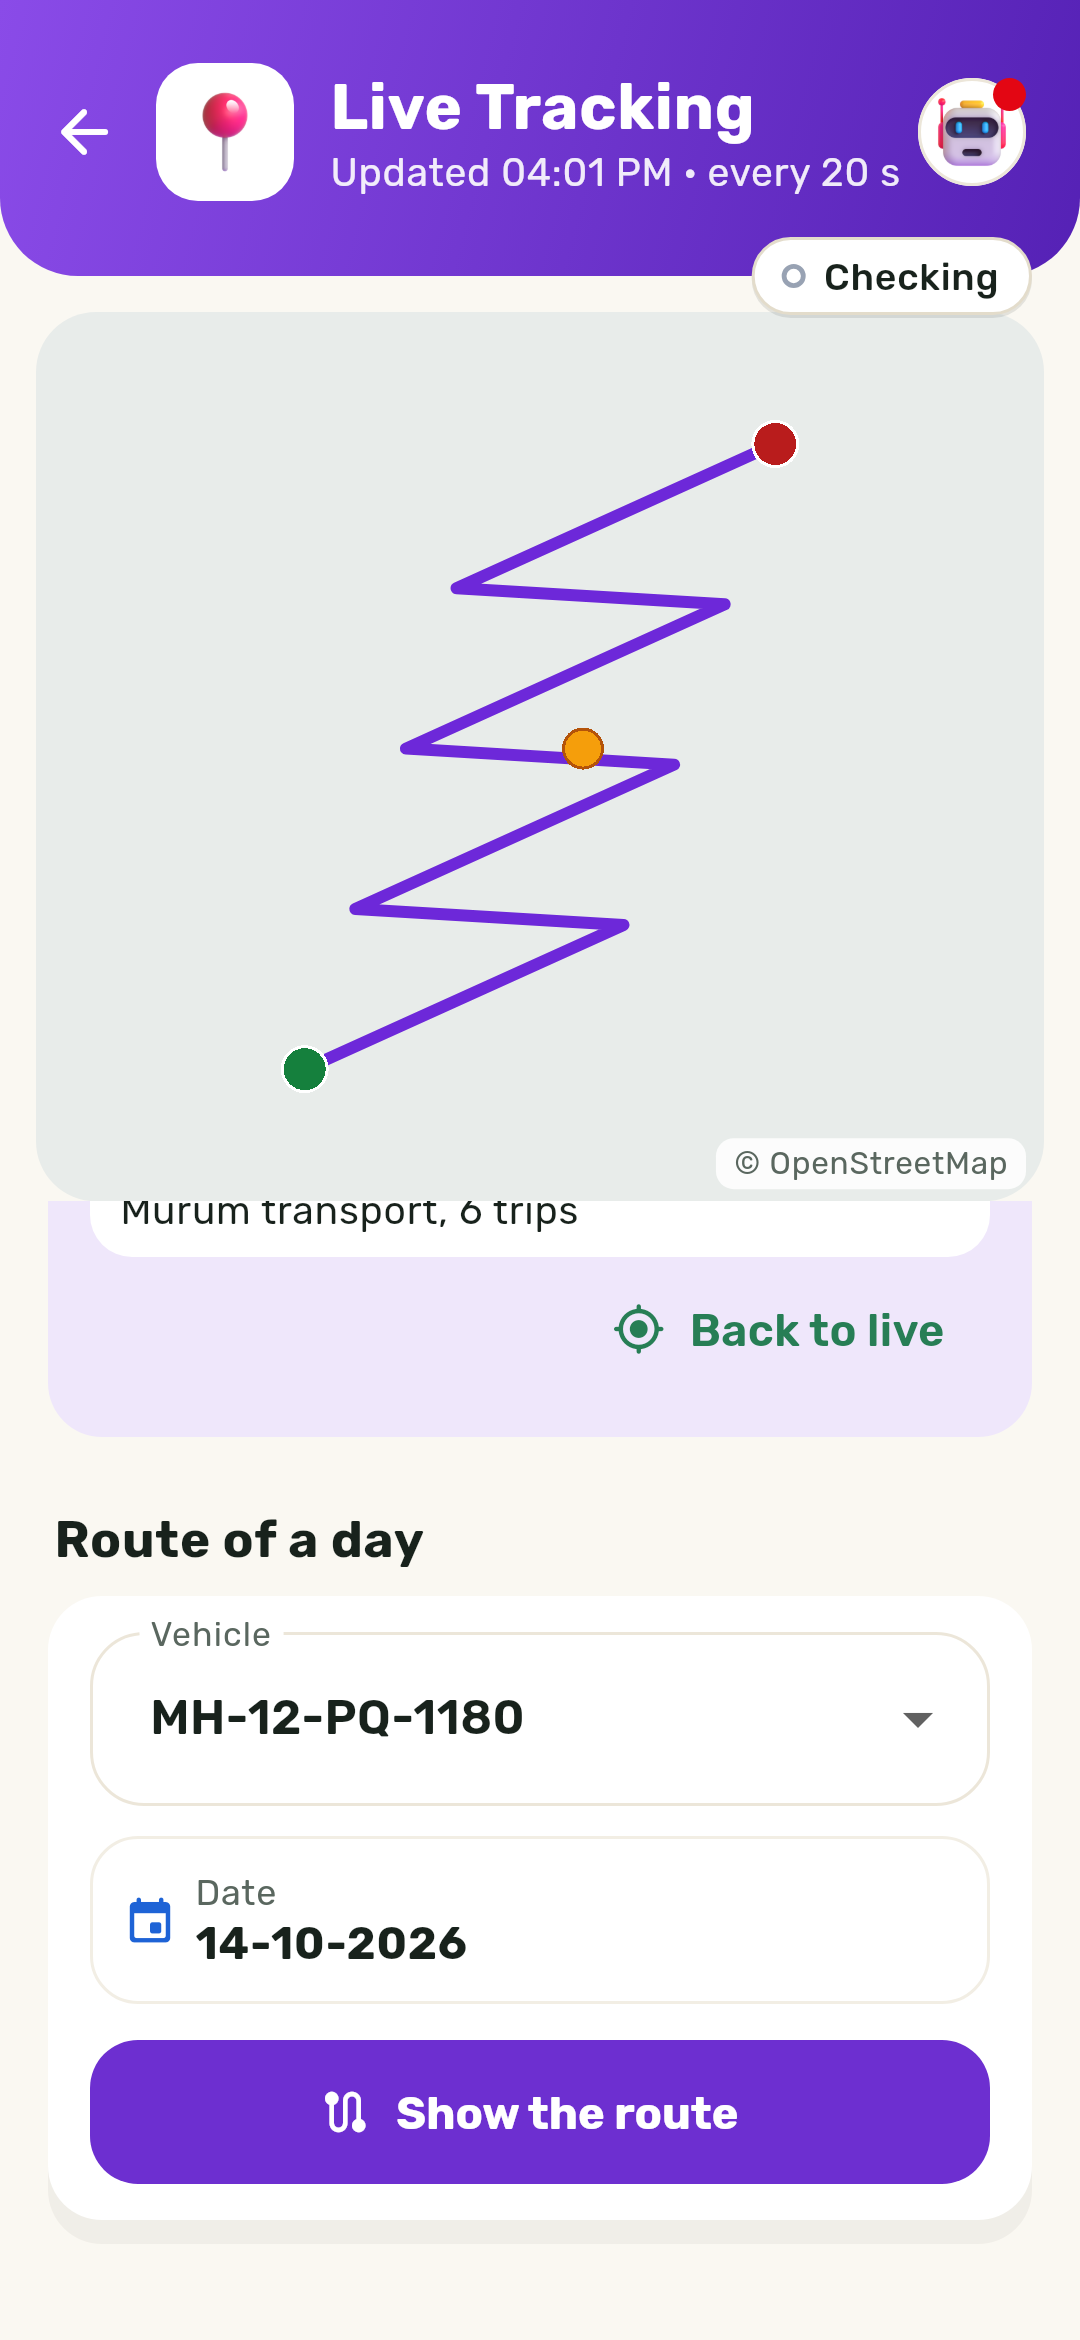 Live Tracking
Updated 04:01 PM • every 20 s
Checking
© OpenStreetMap
Murum transport, 6 trips
Back to live
Route of a day
Vehicle
MH-12-PQ-1180
Date
14-10-2026
Show the route